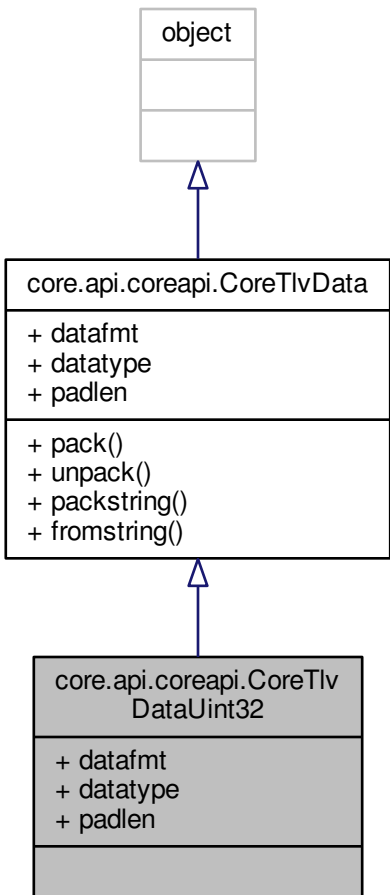 object
core.api.coreapi.CoreTlvData
+ datafmt
+ datatype
+ padlen
+ pack()
+ unpack()
+ packstring()
+ fromstring()
core.api.coreapi.CoreTlv
DataUint32
+ datafmt
+ datatype
+ padlen